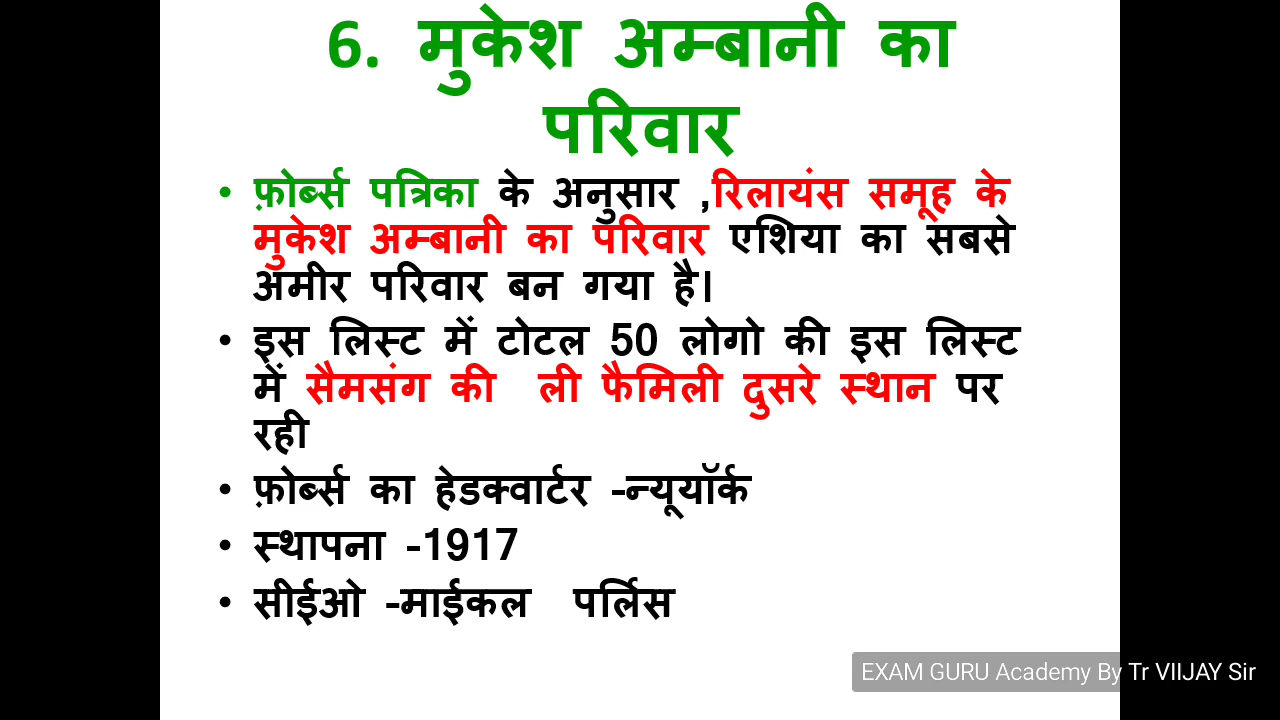 6. मुकेश अम्बानी का
परिवार
• फ़ोर्ब्स पत्रिका के अनुसार ,रिलायंस समूह के
मुकेश अम्बानी का परिवार एशिया का सबसे
अमीर परिवार बन गया है।
• इस लिस्ट में टोटल 50 लोगो की इस लिस्ट
में सैमसंग की ली फैमिली दुसरे स्थान पर
रही
• फ़ोर्ब्स का हेडक्वार्टर -न्यूयॉर्क
• स्थापना -1917
• सीईओ -माईकल पर्लिस
EXAM GURU Academy By Tr VIIJAY Sir